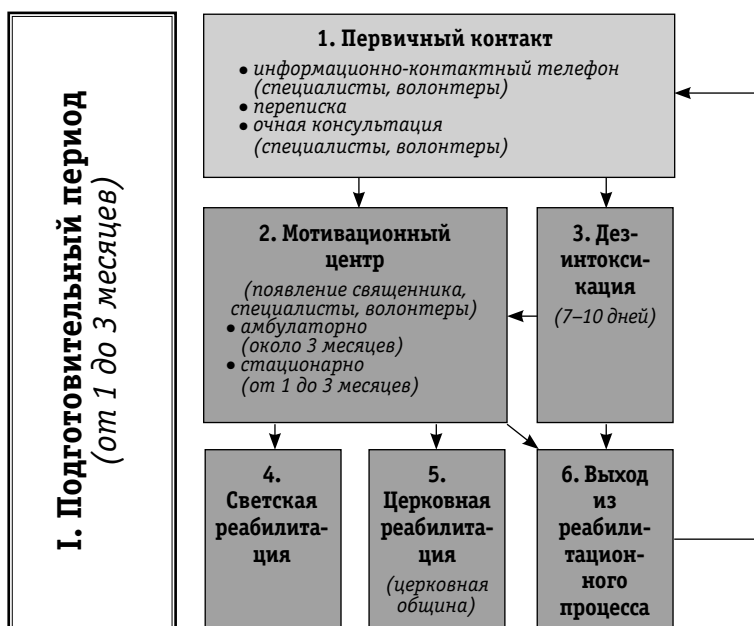 I. Подготовительный период
(от 1 до 3 месяцев)
1. Первичный контакт
• информационно-контактный телефон
(специалисты, волонтеры)
• переписка
• очная консультация
(специалисты, волонтеры)
2. Мотивационный
центр
(появление священника,
специалисты, волонтеры)
• амбулаторно
(около 3 месяцев)
• стационарно
(от 1 до 3 месяцев)
3. Дез-
интокси-
кация
(7–10 дней)
4.
Светская
реабилита-
ция
5.
Церковная
реабилита-
ция
(церковная
община)
6. Выход
из
реабили-
тацион-
ного
процесса